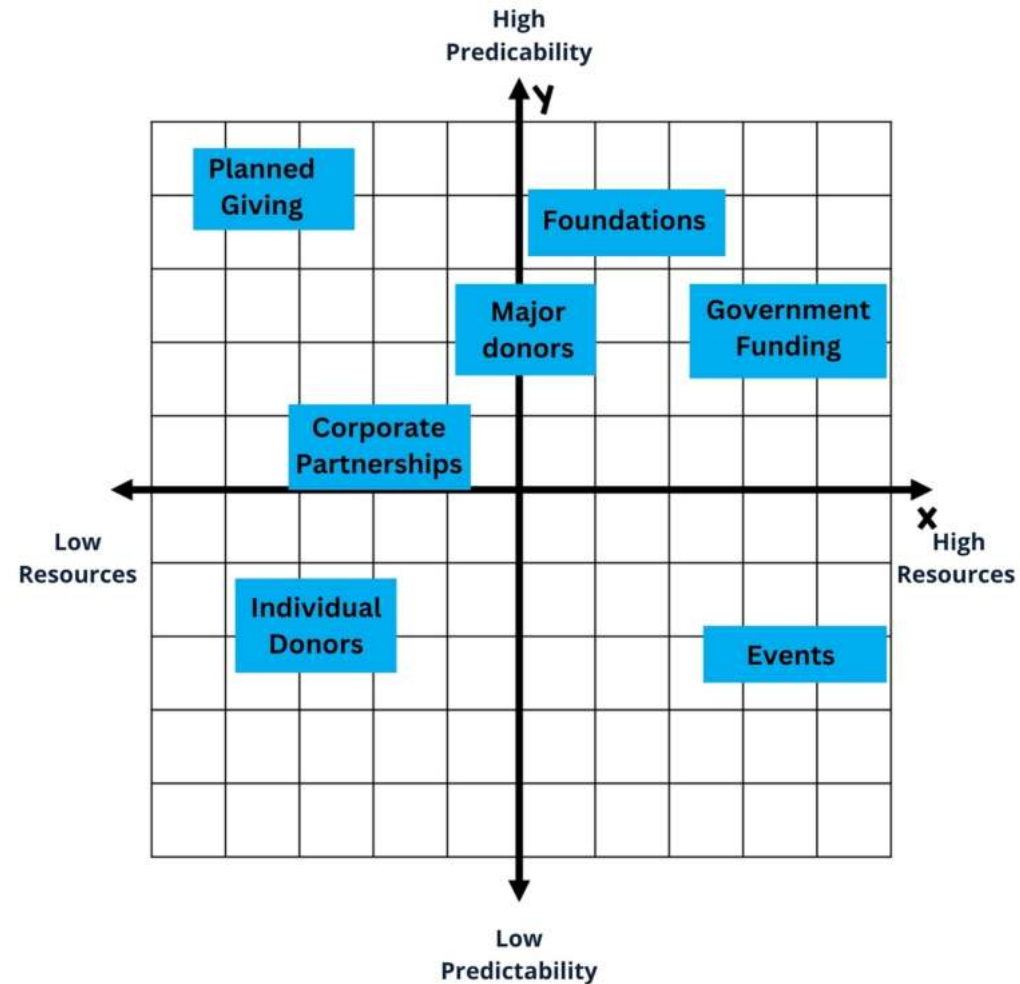 High
Predicability
y
Planned
Giving
Foundations
Major
donors
Government
Funding
Corporate
Partnerships
x
Low
Resources
High
Resources
Individual
Donors
Events
Low
Predictability